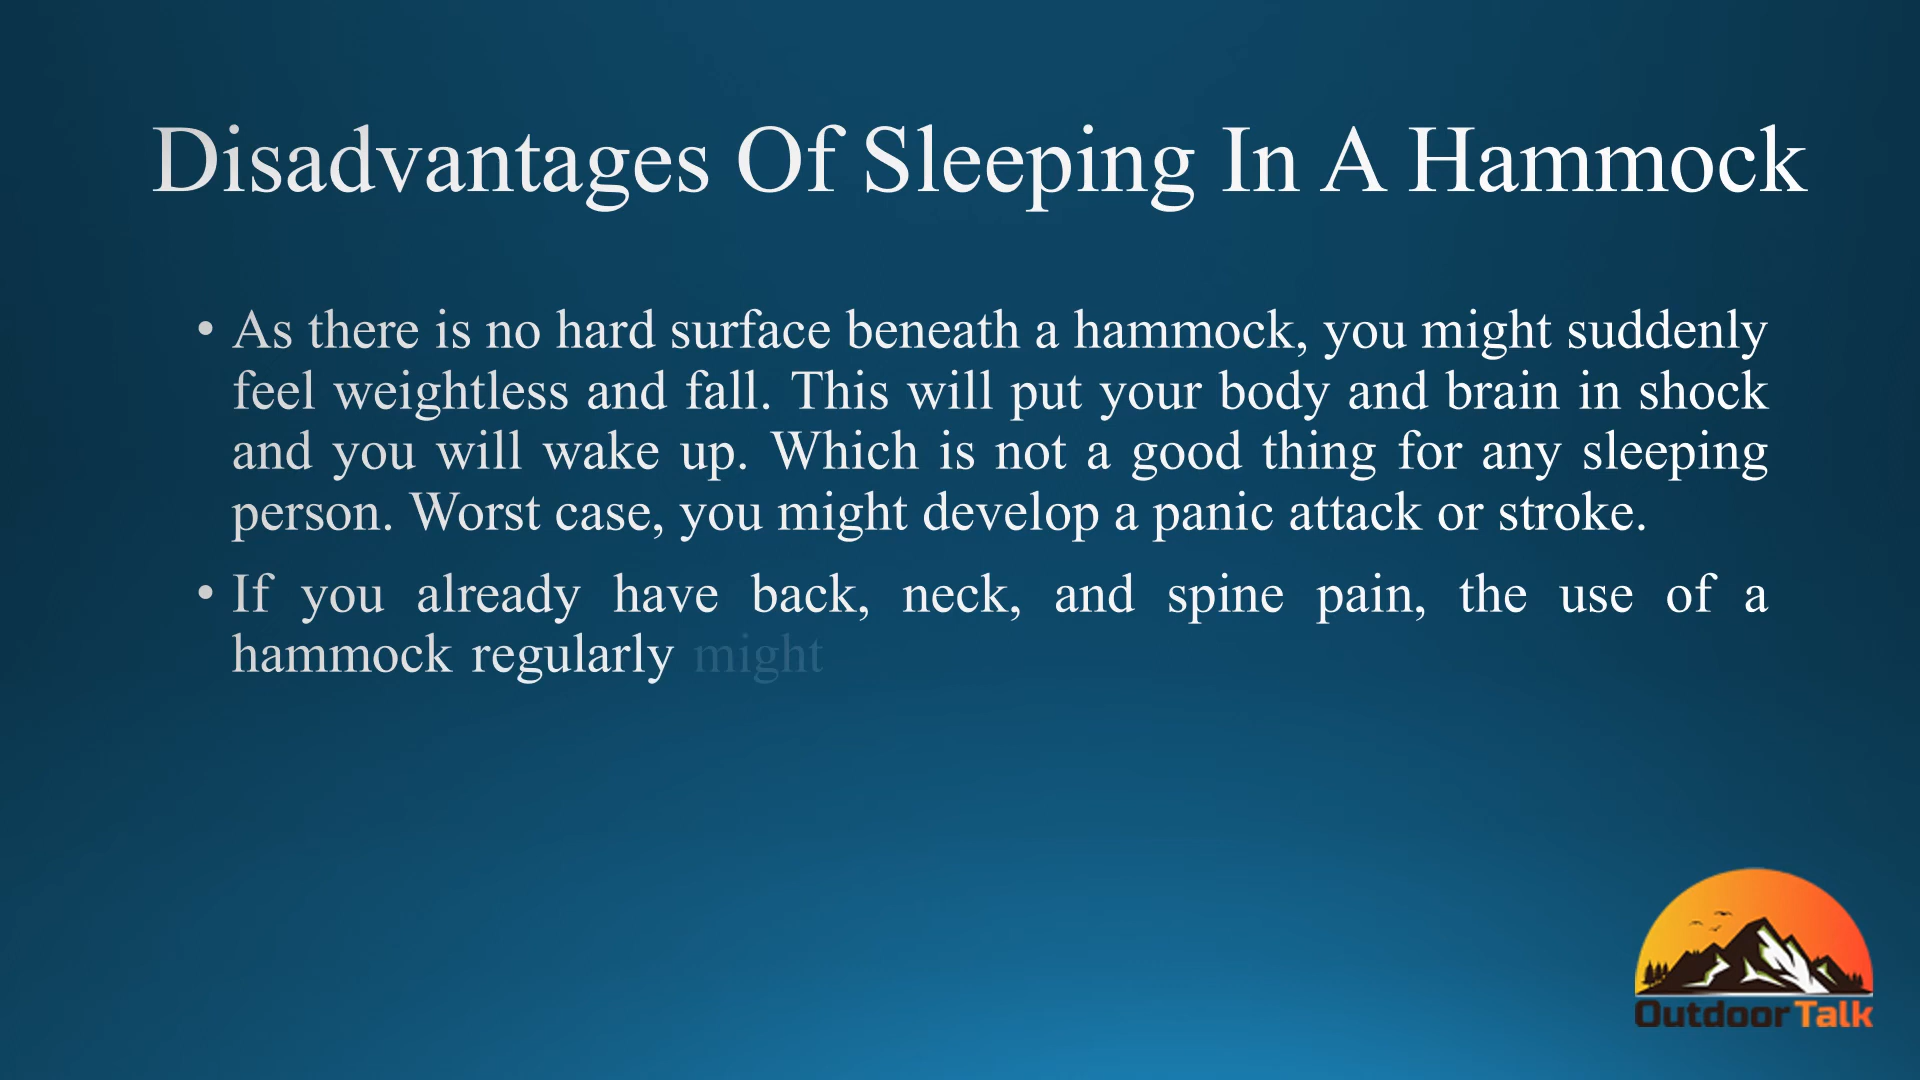 Disadvantages Of Sleeping In A Hammock
• As there is no hard surface beneath a hammock, you might suddenly
feel weightless and fall. This will put your body and brain in shock
and you will wake up. Which is not a good thing for any sleeping
person. Worst case, you might develop a panic attack or stroke.
• If you already have back, neck, and spine pain, the use of a
hammock regularly might
Outdoor Talk